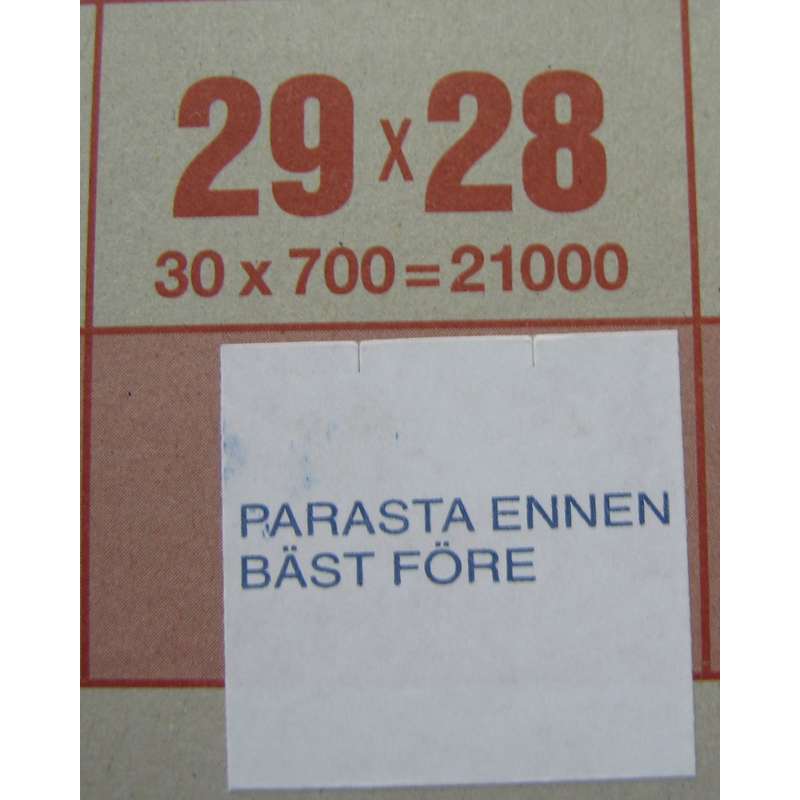 29 x 28
30 x 700 = 21000
PARASTA ENNEN
BÄST FÖRE